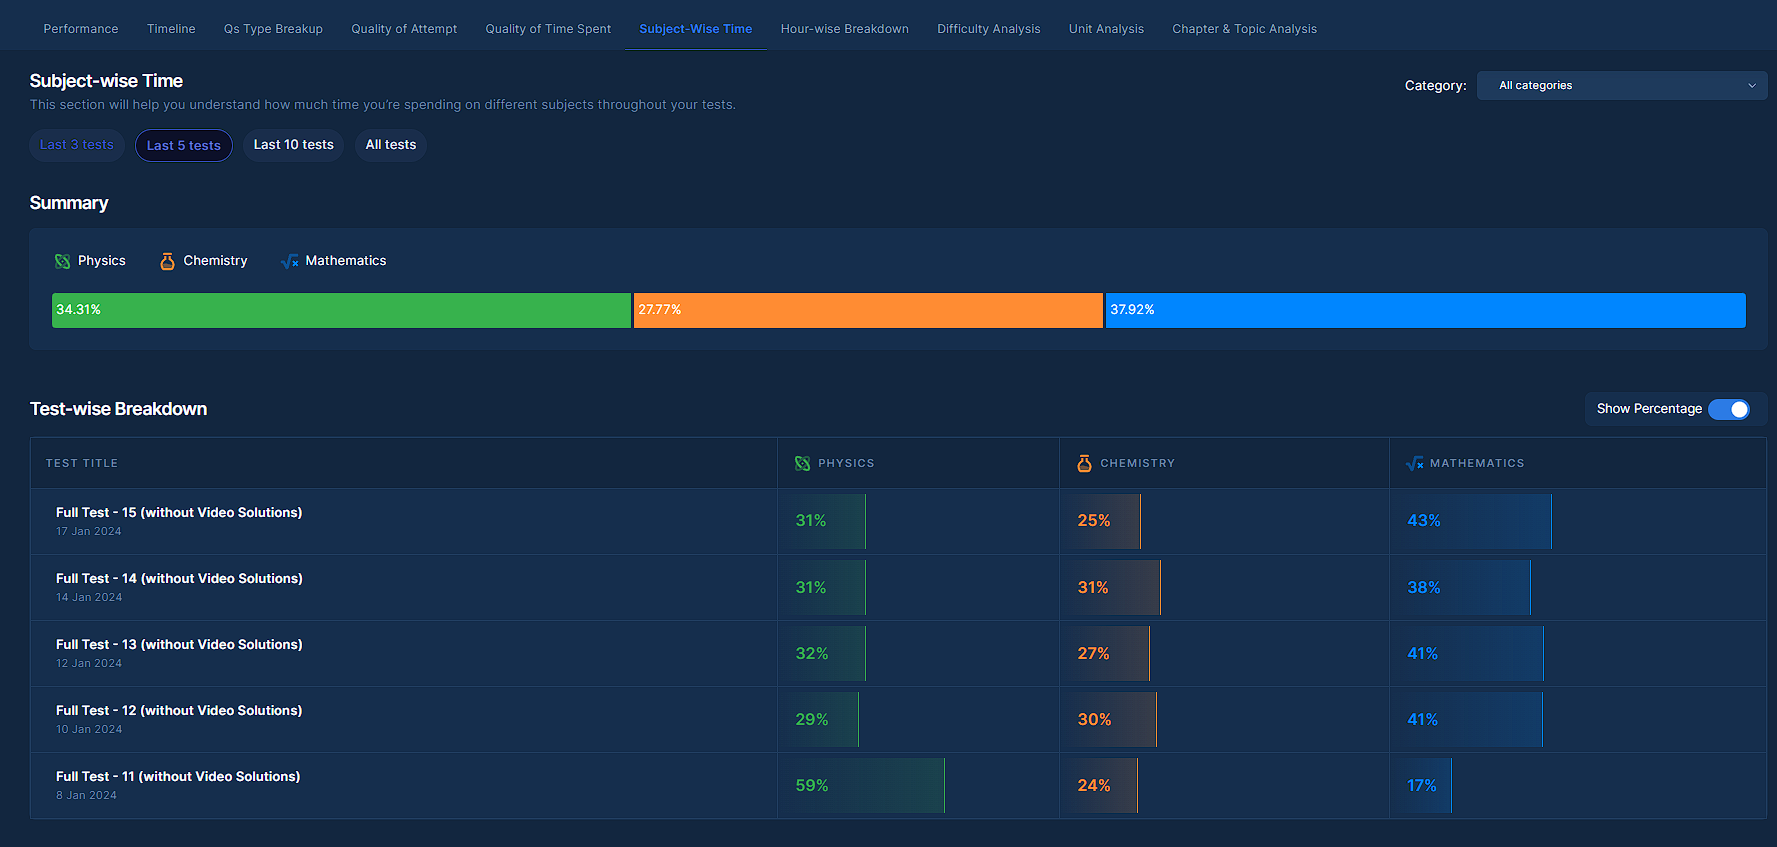 Performance Timeline Qs Type Breakup Quality of Attempt Quality of Time Spent Subject-Wise Time Hour-wise Breakdown Difficulty Analysis Unit Analysis Chapter & Topic Analysis
Subject-wise Time
Category: All categories
This section will help you understand how much time you're spending on different subjects throughout your tests.
Last 3 tests Last 5 tests Last 10 tests All tests
Summary
Physics Chemistry Mathematics
34.31% 27.77% 37.92%
Test-wise Breakdown
Show Percentage
TEST TITLE PHYSICS CHEMISTRY MATHEMATICS
Full Test - 15 (without Video Solutions)
17 Jan 2024
31% 25% 43%
Full Test - 14 (without Video Solutions)
14 Jan 2024
31% 31% 38%
Full Test - 13 (without Video Solutions)
12 Jan 2024
32% 27% 41%
Full Test - 12 (without Video Solutions)
10 Jan 2024
29% 30% 41%
Full Test - 11 (without Video Solutions)
8 Jan 2024
59% 24% 17%